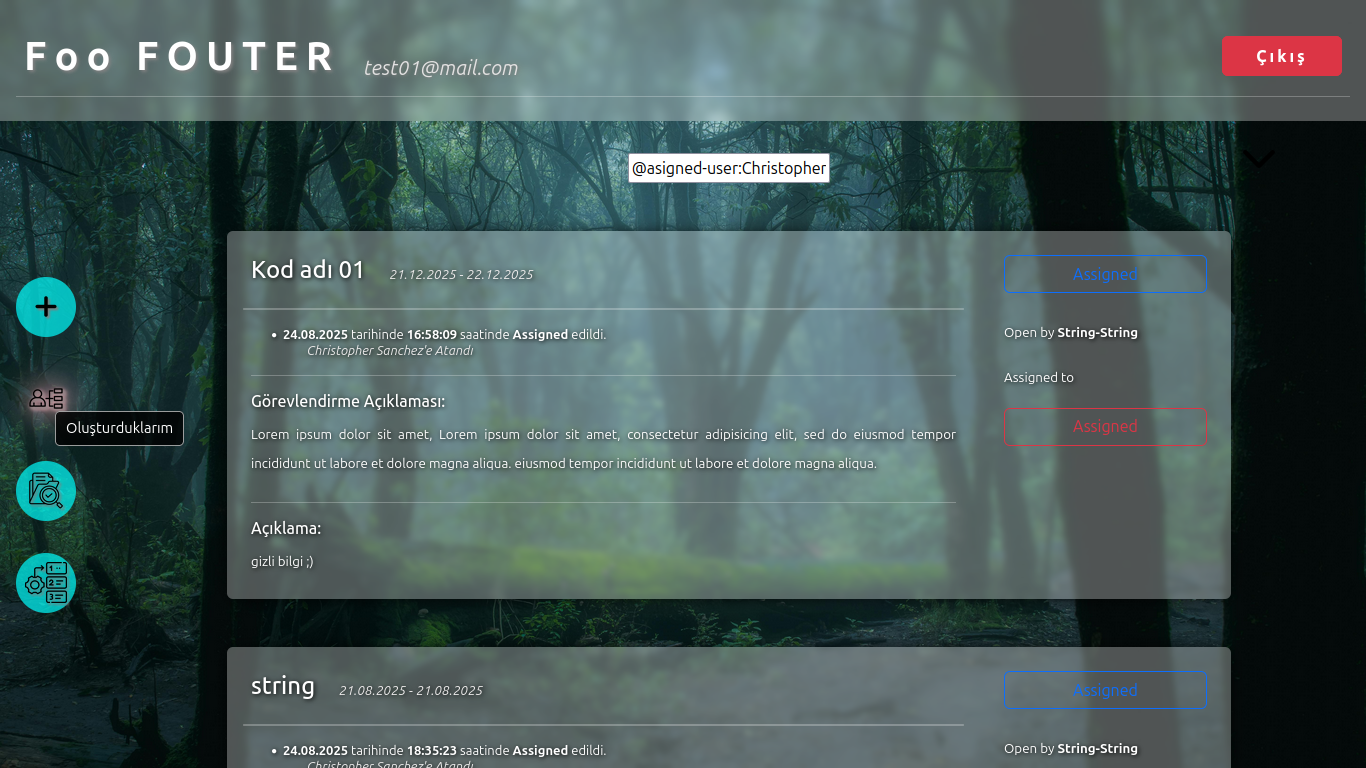 Foo FOUTER
test01@mail.com
Çıkış
@asigned-user:Christopher
Kod adı 01
21.12.2025 - 22.12.2025
Assigned
24.08.2025 tarihinde 16:58:09 saatinde Assigned edildi.
Christopher Sanchez'e Atandı
Open by String-String
Assigned to
Assigned
Görevlendirme Açıklaması:
Lorem ipsum dolor sit amet, Lorem ipsum dolor sit amet, consectetur adipisicing elit, sed do eiusmod tempor
incididunt ut labore et dolore magna aliqua. eiusmod tempor incididunt ut labore et dolore magna aliqua.
Açıklama:
gizli bilgi ;)
Oluşturduklarım
string
21.08.2025 - 21.08.2025
Assigned
24.08.2025 tarihinde 18:35:23 saatinde Assigned edildi.
Christopher Sanchez'e Atandı
Open by String-String